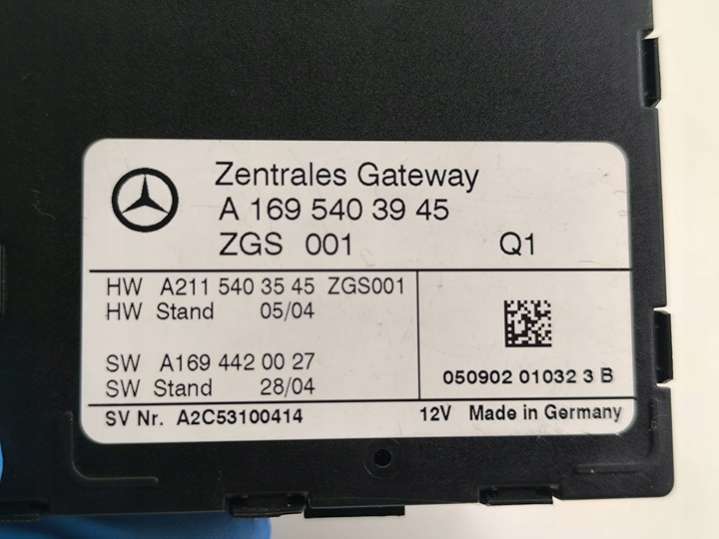 Zentrales Gateway
A 169 540 39 45
ZGS 001 Q1
HW A211 540 35 45 ZGS001
HW Stand 05/04
SW A169 442 00 27
SW Stand 28/04
050902 01032 3 B
SV Nr. A2C53100414 12V Made in Germany